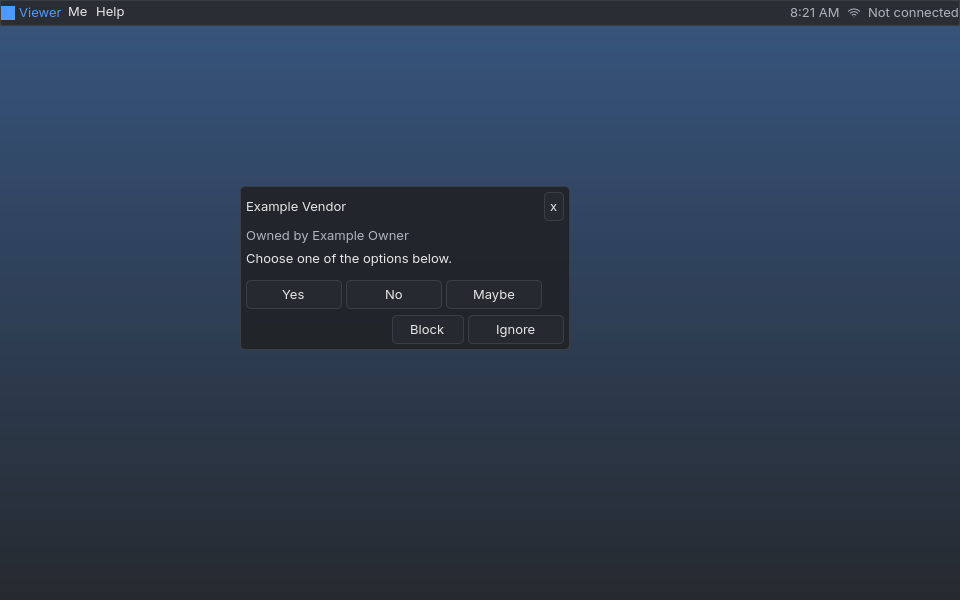 Viewer Me Help 8:21 AM Not connected
Example Vendor x
Owned by Example Owner
Choose one of the options below.
Yes No Maybe
Block Ignore